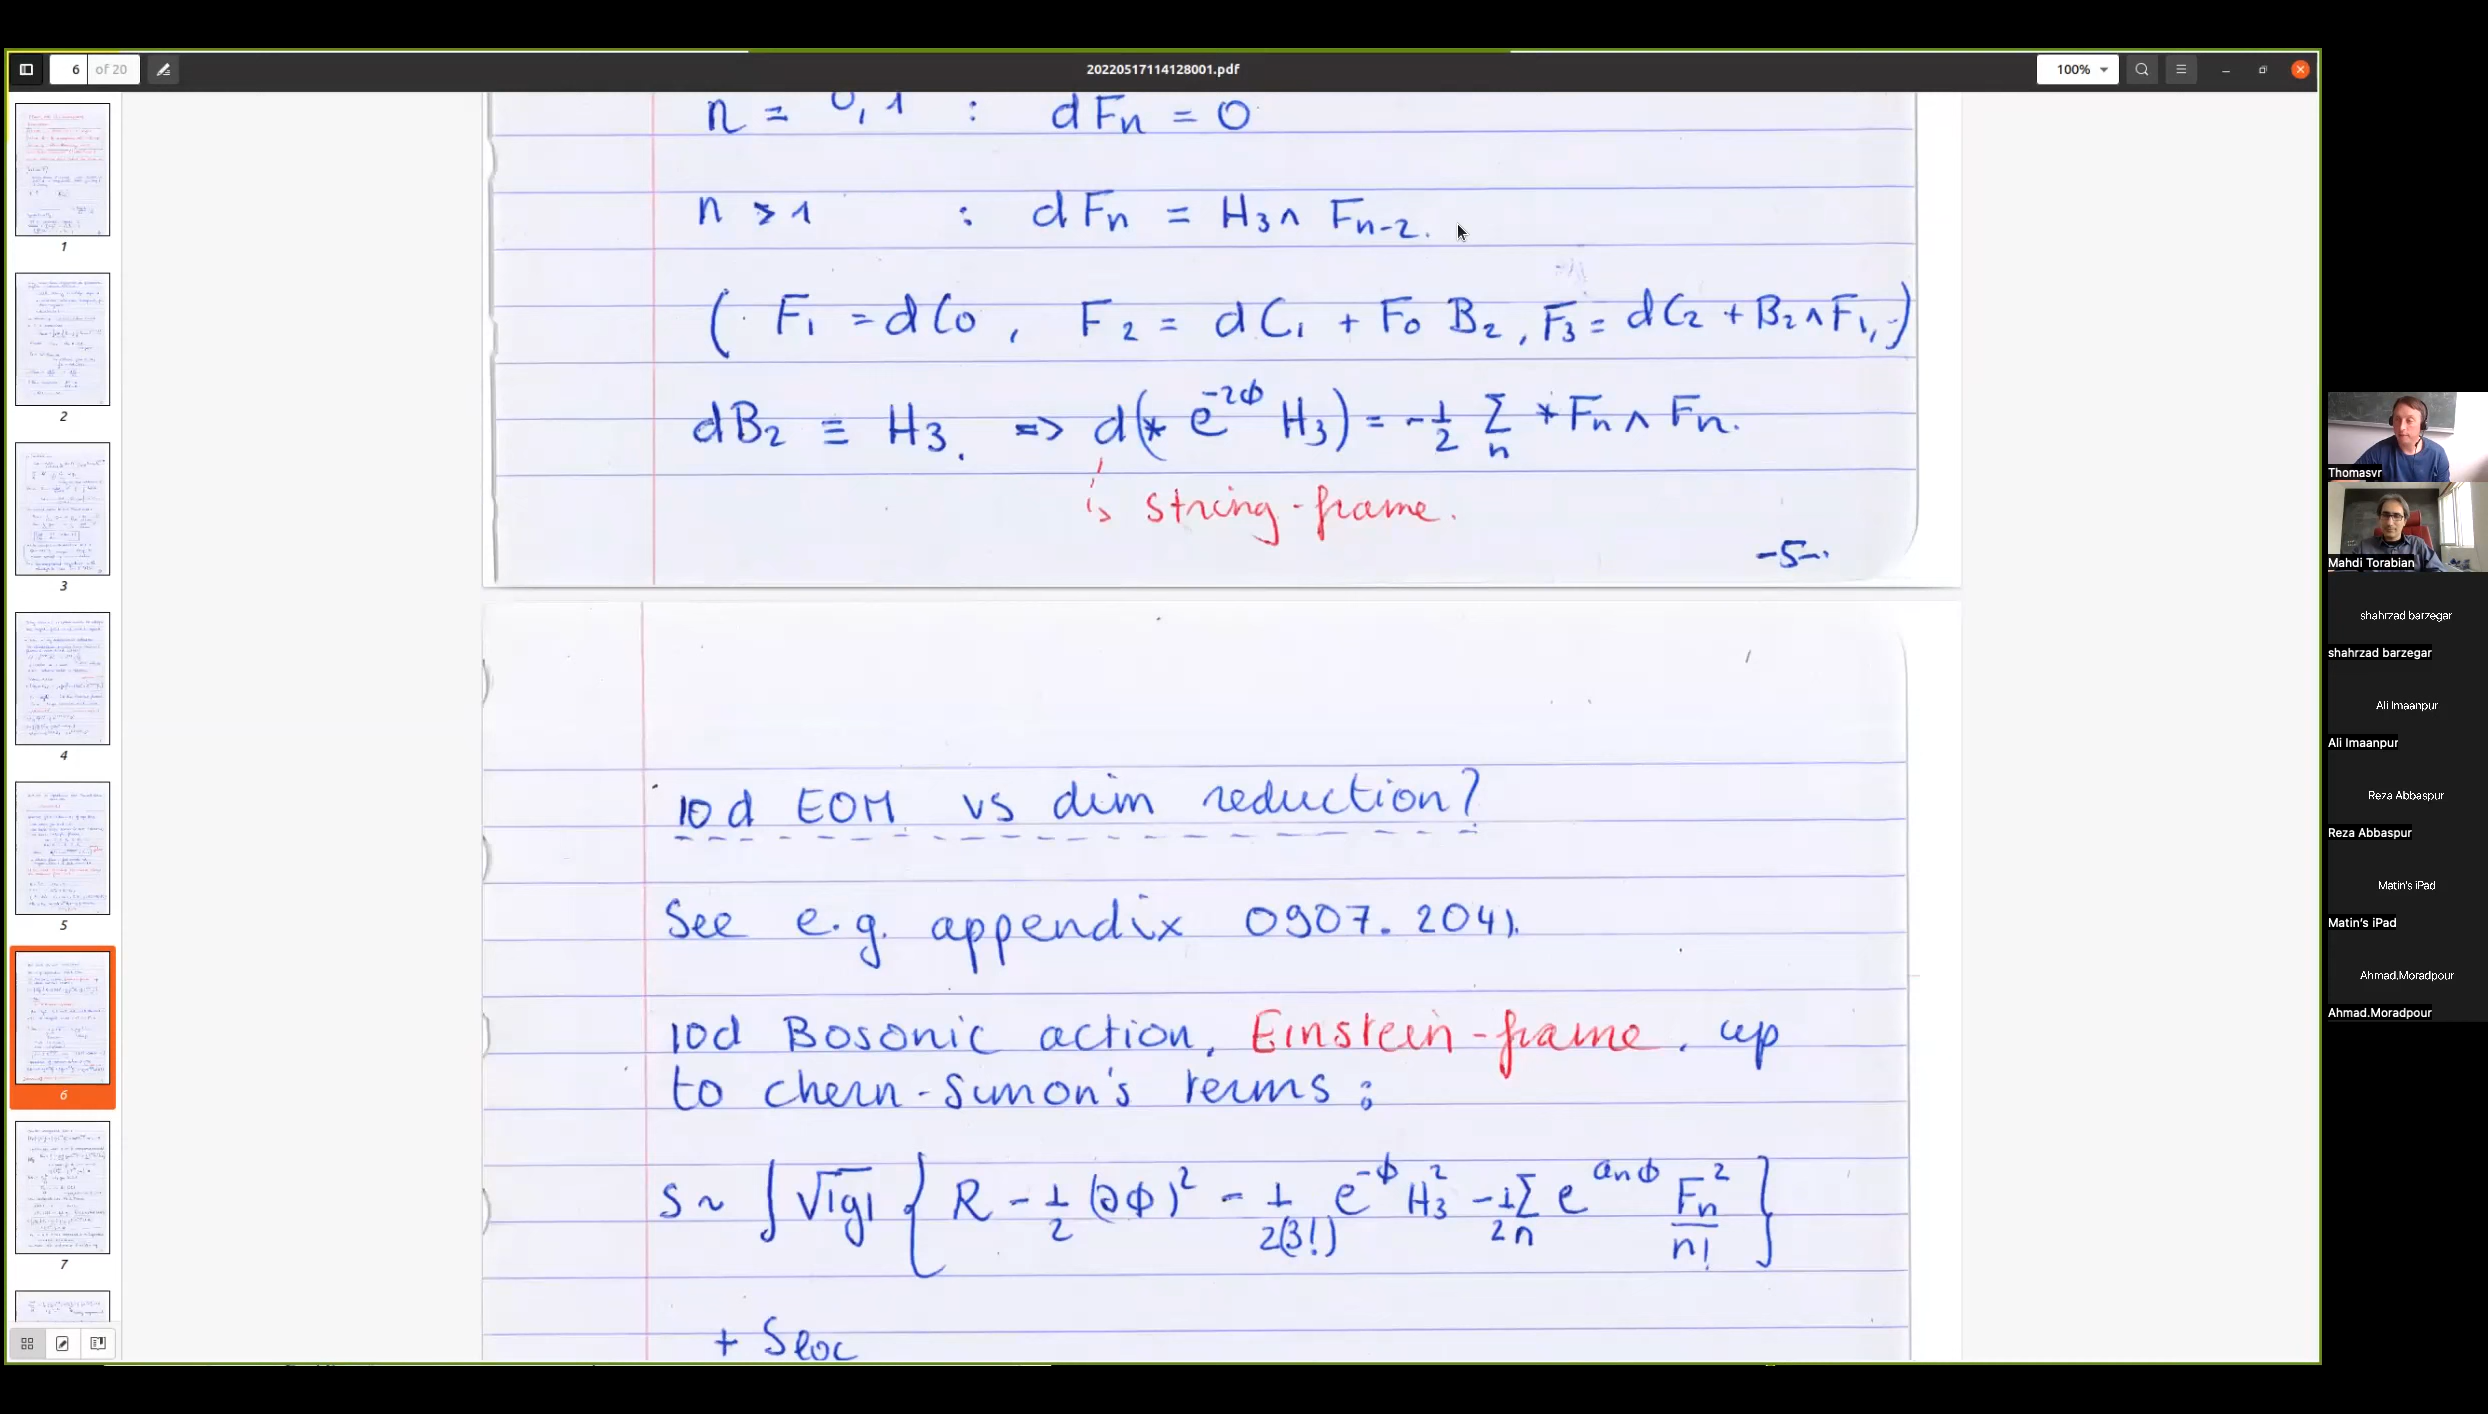 6 of 20
20220517114128001.pdf
100%
n = 0, 1 : dFn = 0
n > 1 : dFn = H3 ∧ Fn-2.
( F1 = dC0, F2 = dC1 + F0 B2, F3 = dC2 + B2 ∧ F1, -)
dB2 ≡ H3. => d(* e^-2ϕ H3) = -1/2 Σn *Fn ∧ Fn.
↳ string-frame.
-5-
10d EOM vs dim reduction?
See e.g. appendix 0907.2041.
10d Bosonic action, Einstein-frame, up
to chern-Simon's terms:
S ~ ∫ √|g| { R - 1/2 (∂ϕ)^2 - 1/2(3!) e^-ϕ H3^2 - 1/2 Σn e^anϕ Fn^2/n! }
+ Sloc
1
2
3
4
5
6
7
Thomasvr
Mahdi Torabian
shahrzad barzegar
shahrzad barzegar
Ali Imaanpur
Ali Imaanpur
Reza Abbaspur
Reza Abbaspur
Matin's iPad
Matin's iPad
Ahmad.Moradpour
Ahmad.Moradpour